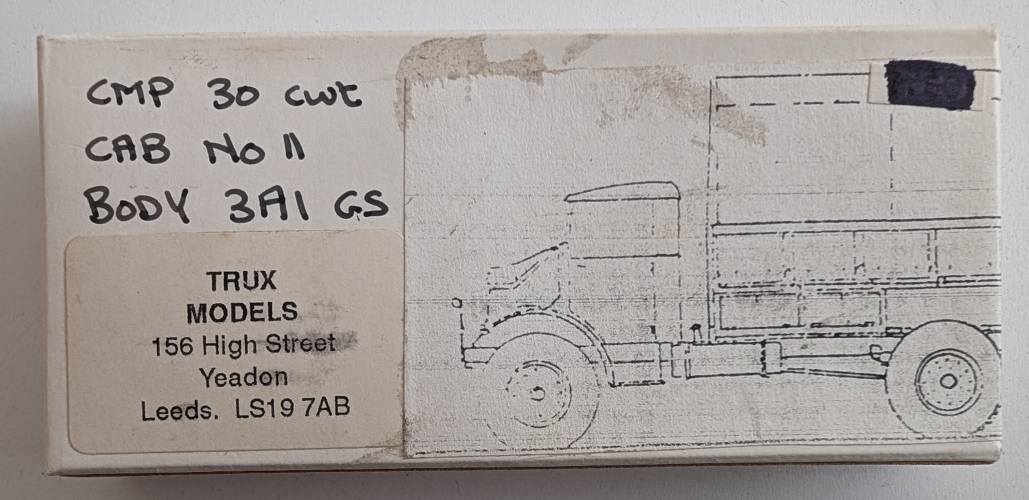 CMP 30 cwt
CAB No 11
BODY 3A1 GS
TRUX
MODELS
156 High Street
Yeadon
Leeds. LS19 7AB